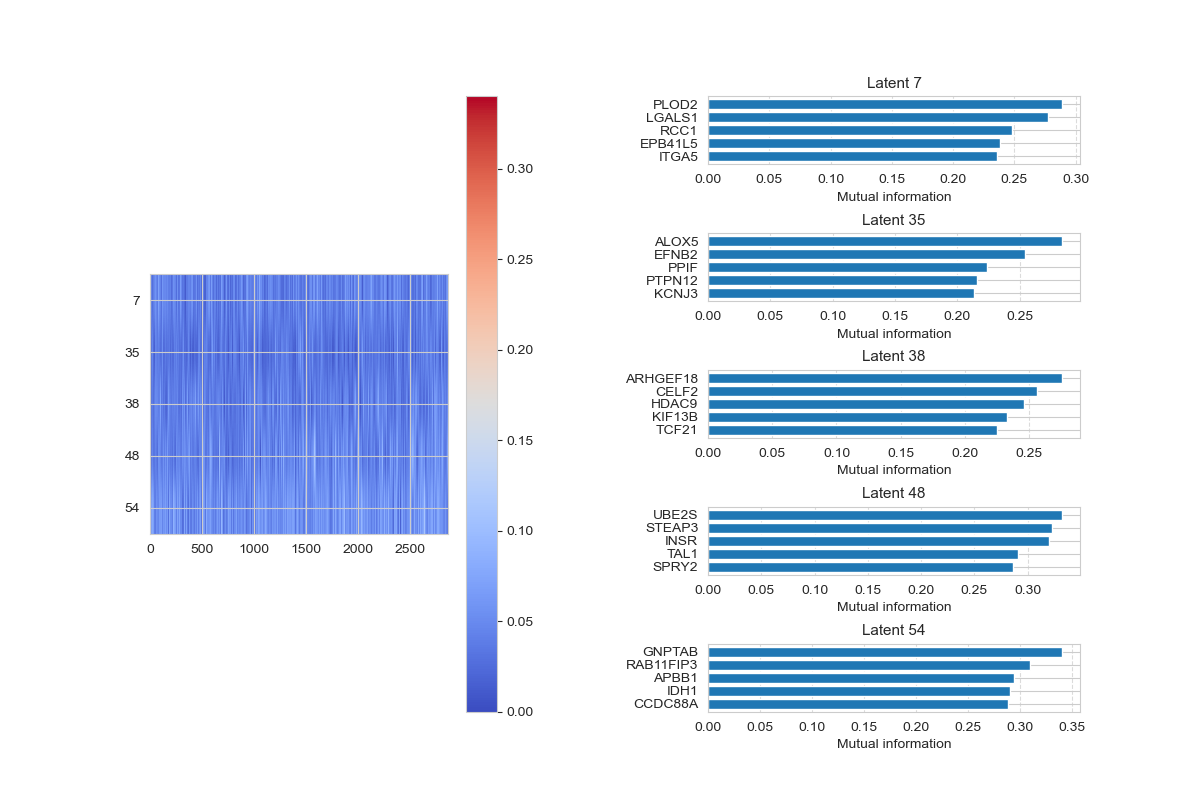 7
35
38
48
54
0 500 1000 1500 2000 2500
0.30
0.25
0.20
0.15
0.10
0.05
0.00
Latent 7
PLOD2
LGALS1
RCC1
EPB41L5
ITGA5
0.00 0.05 0.10 0.15 0.20 0.25 0.30
Mutual information
Latent 35
ALOX5
EFNB2
PPIF
PTPN12
KCNJ3
0.00 0.05 0.10 0.15 0.20 0.25
Mutual information
Latent 38
ARHGEF18
CELF2
HDAC9
KIF13B
TCF21
0.00 0.05 0.10 0.15 0.20 0.25
Mutual information
Latent 48
UBE2S
STEAP3
INSR
TAL1
SPRY2
0.00 0.05 0.10 0.15 0.20 0.25 0.30
Mutual information
Latent 54
GNPTAB
RAB11FIP3
APBB1
IDH1
CCDC88A
0.00 0.05 0.10 0.15 0.20 0.25 0.30 0.35
Mutual information